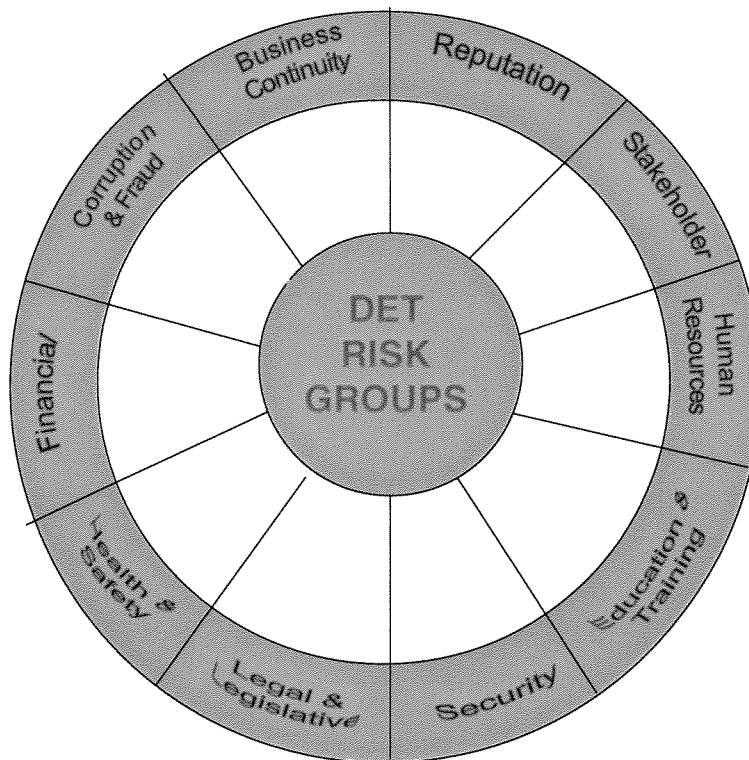 Business
Continuity
Reputation
Stakeholder
Human
Resources
Education &
Training
Security
Legal &
Legislative
Health &
Safety
Financial
Corruption
& Fraud
DET
RISK
GROUPS